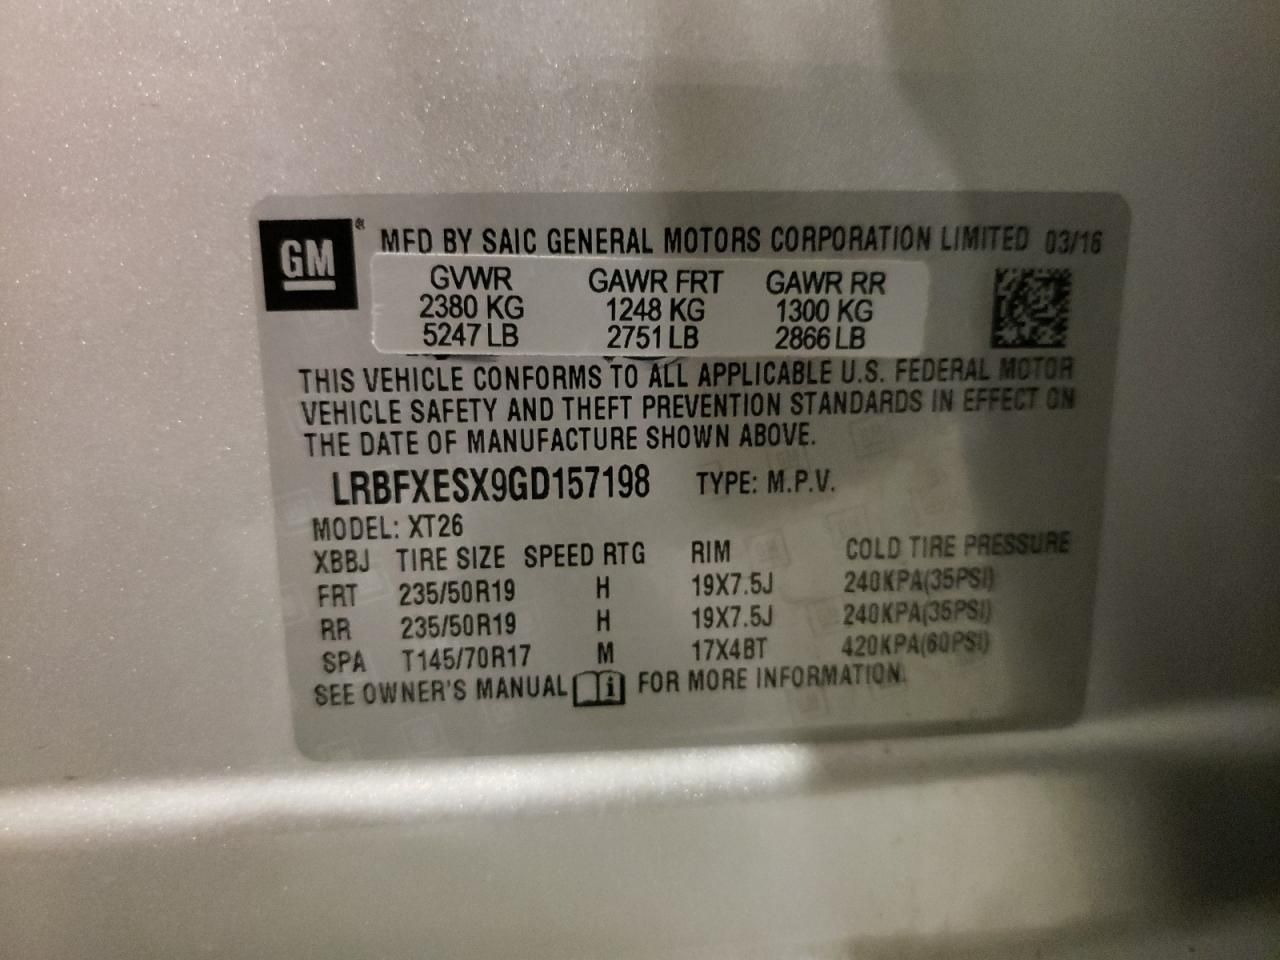 GM ® MFD BY SAIC GENERAL MOTORS CORPORATION LIMITED 03/16
GVWR GAWR FRT GAWR RR
2380 KG 1248 KG 1300 KG
5247 LB 2751 LB 2866 LB
THIS VEHICLE CONFORMS TO ALL APPLICABLE U.S. FEDERAL MOTOR
VEHICLE SAFETY AND THEFT PREVENTION STANDARDS IN EFFECT ON
THE DATE OF MANUFACTURE SHOWN ABOVE.
LRBFXESX9GD157198 TYPE: M.P.V.
MODEL: XT26
XBBJ TIRE SIZE SPEED RTG RIM COLD TIRE PRESSURE
FRT 235/50R19 H 19X7.5J 240KPA(35PSI)
RR 235/50R19 H 19X7.5J 240KPA(35PSI)
SPA T145/70R17 M 17X4BT 420KPA(60PSI)
SEE OWNER'S MANUAL i FOR MORE INFORMATION.